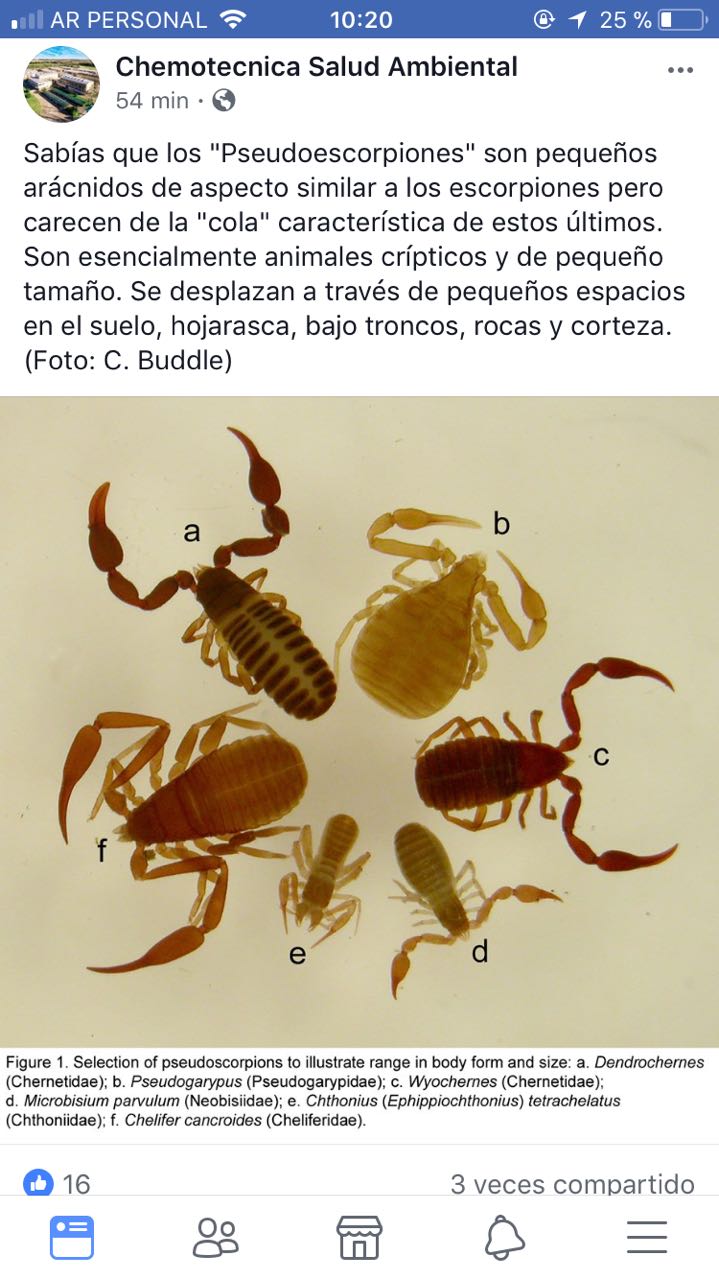 AR PERSONAL 10:20 25 %
Chemotecnica Salud Ambiental
54 min ·
Sabías que los "Pseudoescorpiones" son pequeños
arácnidos de aspecto similar a los escorpiones pero
carecen de la "cola" característica de estos últimos.
Son esencialmente animales crípticos y de pequeño
tamaño. Se desplazan a través de pequeños espacios
en el suelo, hojarasca, bajo troncos, rocas y corteza.
(Foto: C. Buddle)
a
b
c
f
e
d
Figure 1. Selection of pseudoscorpions to illustrate range in body form and size: a. Dendrochernes
(Chernetidae); b. Pseudogarypus (Pseudogarypidae); c. Wyochernes (Chernetidae);
d. Microbisium parvulum (Neobisiidae); e. Chthonius (Ephippiochthonius) tetrachelatus
(Chthoniidae); f. Chelifer cancroides (Cheliferidae).
16 3 veces compartido